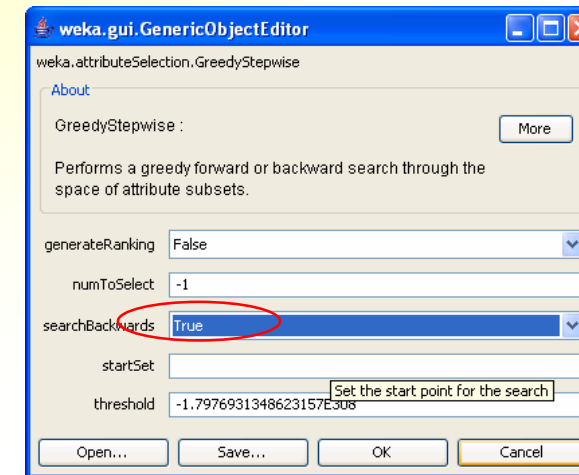 weka.gui.GenericObjectEditor
weka.attributeSelection.GreedyStepwise
About
GreedyStepwise :
More
Performs a greedy forward or backward search through the
space of attribute subsets.
generateRanking False
numToSelect -1
searchBackwards True
startSet
Set the start point for the search
threshold -1.7976931348623157E308
Open... Save... OK Cancel